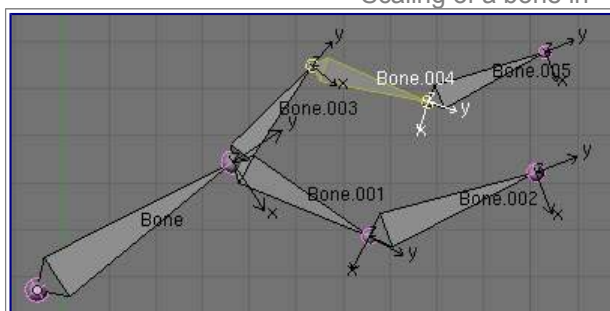 Scaling of a bone in
y
z
x
Bone.004
z
y
x
y
z
x
Bone.005
Bone.003
y
z
x
Bone.001
Bone
y
z
x
Bone.002
z
y
x